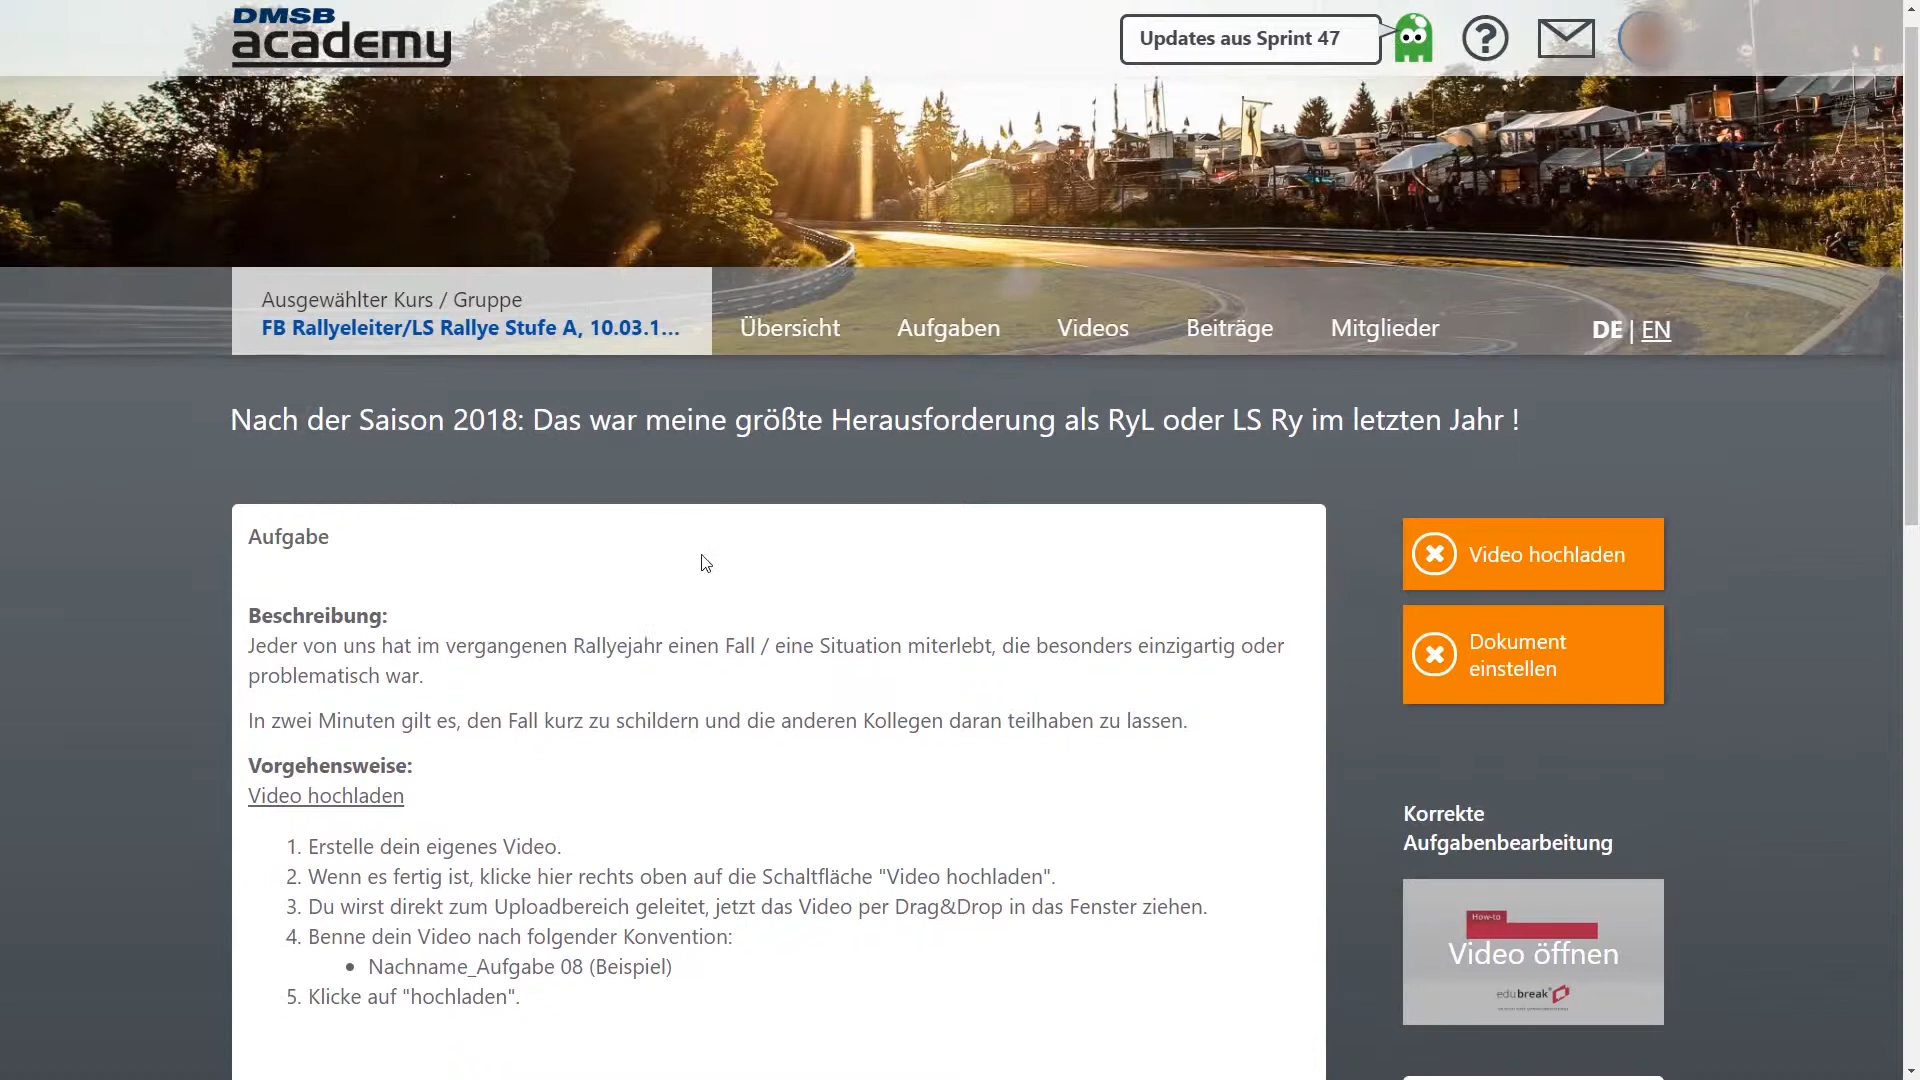 DMSB
academy
Updates aus Sprint 47
Ausgewählter Kurs / Gruppe
FB Rallyeleiter/LS Rallye Stufe A, 10.03.1...
Übersicht
Aufgaben
Videos
Beiträge
Mitglieder
DE | EN
Nach der Saison 2018: Das war meine größte Herausforderung als RyL oder LS Ry im letzten Jahr !
Aufgabe
Beschreibung:
Jeder von uns hat im vergangenen Rallyejahr einen Fall / eine Situation miterlebt, die besonders einzigartig oder
problematisch war.
In zwei Minuten gilt es, den Fall kurz zu schildern und die anderen Kollegen daran teilhaben zu lassen.
Vorgehensweise:
Video hochladen
1. Erstelle dein eigenes Video.
2. Wenn es fertig ist, klicke hier rechts oben auf die Schaltfläche "Video hochladen".
3. Du wirst direkt zum Uploadbereich geleitet, jetzt das Video per Drag&Drop in das Fenster ziehen.
4. Benne dein Video nach folgender Konvention:
• Nachname_Aufgabe 08 (Beispiel)
5. Klicke auf "hochladen".
Video hochladen
Dokument
einstellen
Korrekte
Aufgabenbearbeitung
How-to
Video öffnen
edubreak